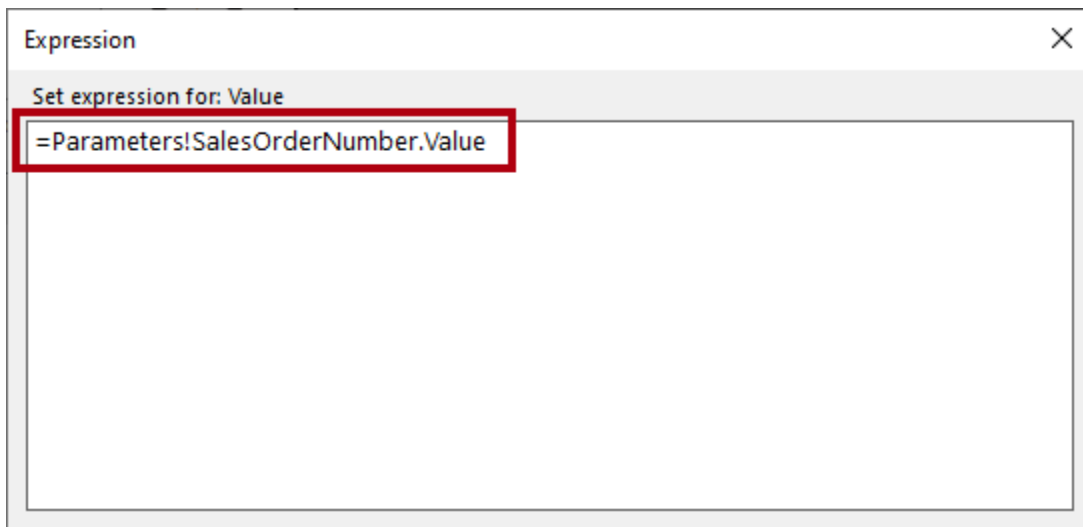 Expression
Set expression for: Value
=Parameters!SalesOrderNumber.Value